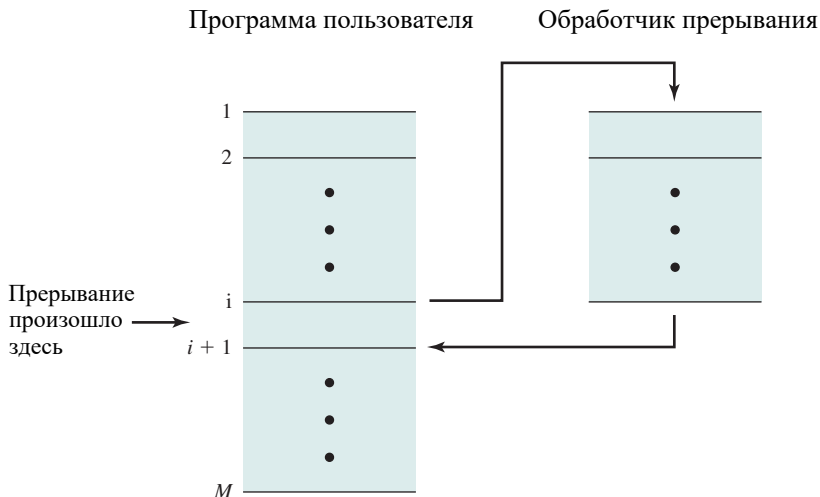 Программа пользователя
Обработчик прерывания
1
2
Прерывание
произошло
здесь
i
i + 1
M